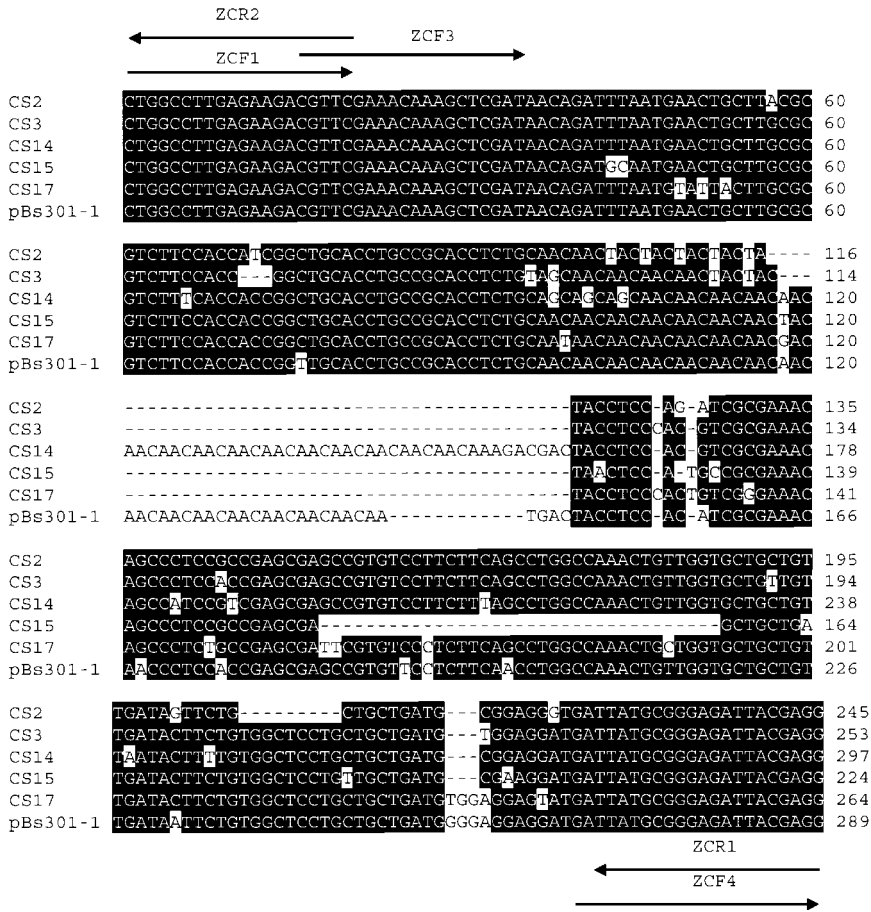 ZCR2
ZCF3
ZCF1
CS2 CTGGCCTTGAGAAGACGTTCGAAACAAAGCTCGATAACAGATTTAATGAACTGCTTACGC 60
CS3 CTGGCCTTGAGAAGACGTTCGAAACAAAGCTCGATAACAGATTTAATGAACTGCTTGCGC 60
CS14 CTGGCCTTGAGAAGACGTTCGAAACAAAGCTCGATAACAGATTTAATGAACTGCTTGCGC 60
CS15 CTGGCCTTGAGAAGACGTTCGAAACAAAGCTCGATAACAGATGCAATGAACTGCTTGCGC 60
CS17 CTGGCCTTGAGAAGACGTTCGAAACAAAGCTCGATAACAGATTTAATGTATTACTTGCGC 60
pBs301-1 CTGGCCTTGAGAAGACGTTCGAAACAAAGCTCGATAACAGATTTAATGAACTGCTTGCGC 60
CS2 GTCTTCCACCATCGGCTGCACCTGCCGCACCTCTGCAACAACTACTACTACTACTA---- 116
CS3 GTCTTCCACC---GGCTGCACCTGCCGCACCTCTGTAGCAACAACAACAACTACTAC--- 114
CS14 GTCTTTCACCACCGGCTGCACCTGCCGCACCTCTGCAGCAGCAGCAACAACAACAACAAC 120
CS15 GTCTTCCACCACCGGCTGCACCTGCCGCACCTCTGCAACAACAACAACAACAACAACTAC 120
CS17 GTCTTCCACCACCGGCTGCACCTGCCGCACCTCTGCAATAACAACAACAACAACAACGAC 120
pBs301-1 GTCTTCCACCACCGGTTGCACCTGCCGCACCTCTGCAACAACAACAACAACAACAACAAC 120
CS2 ---------------------------------------TACCTCC-AG-ATCGCGAAAC 135
CS3 ---------------------------------------TACCTCCCAC-GTCGCGAAAC 134
CS14 AACAACAACAACAACAACAACAACAACAACAAAGACGACTACCTCC-AC-GTCGCGAAAC 178
CS15 ---------------------------------------TAACTCC-A-TGCCGCGAAAC 139
CS17 ---------------------------------------TACCTCCCACTGTCGGGAAAC 141
pBs301-1 AACAACAACAACAACAACAACAA------------TGACTACCTCC-AC-ATCGCGAAAC 166
CS2 AGCCCTCCGCCGAGCGAGCCGTGTCCTTCTTCAGCCTGGCCAAACTGTTGGTGCTGCTGT 195
CS3 AGCCCTCCACCGAGCGAGCCGTGTCCTTCTTCAGCCTGGCCAAACTGTTGGTGCTGTTGT 194
CS14 AGCCATCCGTCGAGCGAGCCGTGTCCTTCTTTAGCCTGGCCAAACTGTTGGTGCTGCTGT 238
CS15 AGCCCTCCGCCGAGCGA-----------------------------------GCTGCTGA 164
CS17 AGCCCTCTGCCGAGCGATTCGTGTCCCTCTTCAGCCTGGCCAAACTGCTGGTGCTGCTGT 201
pBs301-1 AACCCTCCACCGAGCGAGCCGTGTTCCTCTTCAACCTGGCCAAACTGTTGGTGCTGCTGT 226
CS2 TGATAGTTCTG---------CTGCTGATG---CGGAGGGTGATTATGCGGGAGATTACGAGG 245
CS3 TGATACTTCTGTGGCTCCTGCTGCTGATG---TGGAGGATGATTATGCGGGAGATTACGAGG 253
CS14 TAATACTTTTGTGGCTCCTGCTGCTGATG---CGGAGGATGATTATGCGGGAGATTACGAGG 297
CS15 TGATACTTCTGTGGCTCCTGTTGCTGATG---CGAAGGATGATTATGCGGGAGATTACGAGG 224
CS17 TGATACTTCTGTGGCTCCTGCTGCTGATGTGGAGGAGTATGATTATGCGGGAGATTACGAGG 264
pBs301-1 TGATAATTCTGTGGCTCCTGCTGCTGATGGGGAGGAGGATGATTATGCGGGAGATTACGAGG 289
ZCR1
ZCF4